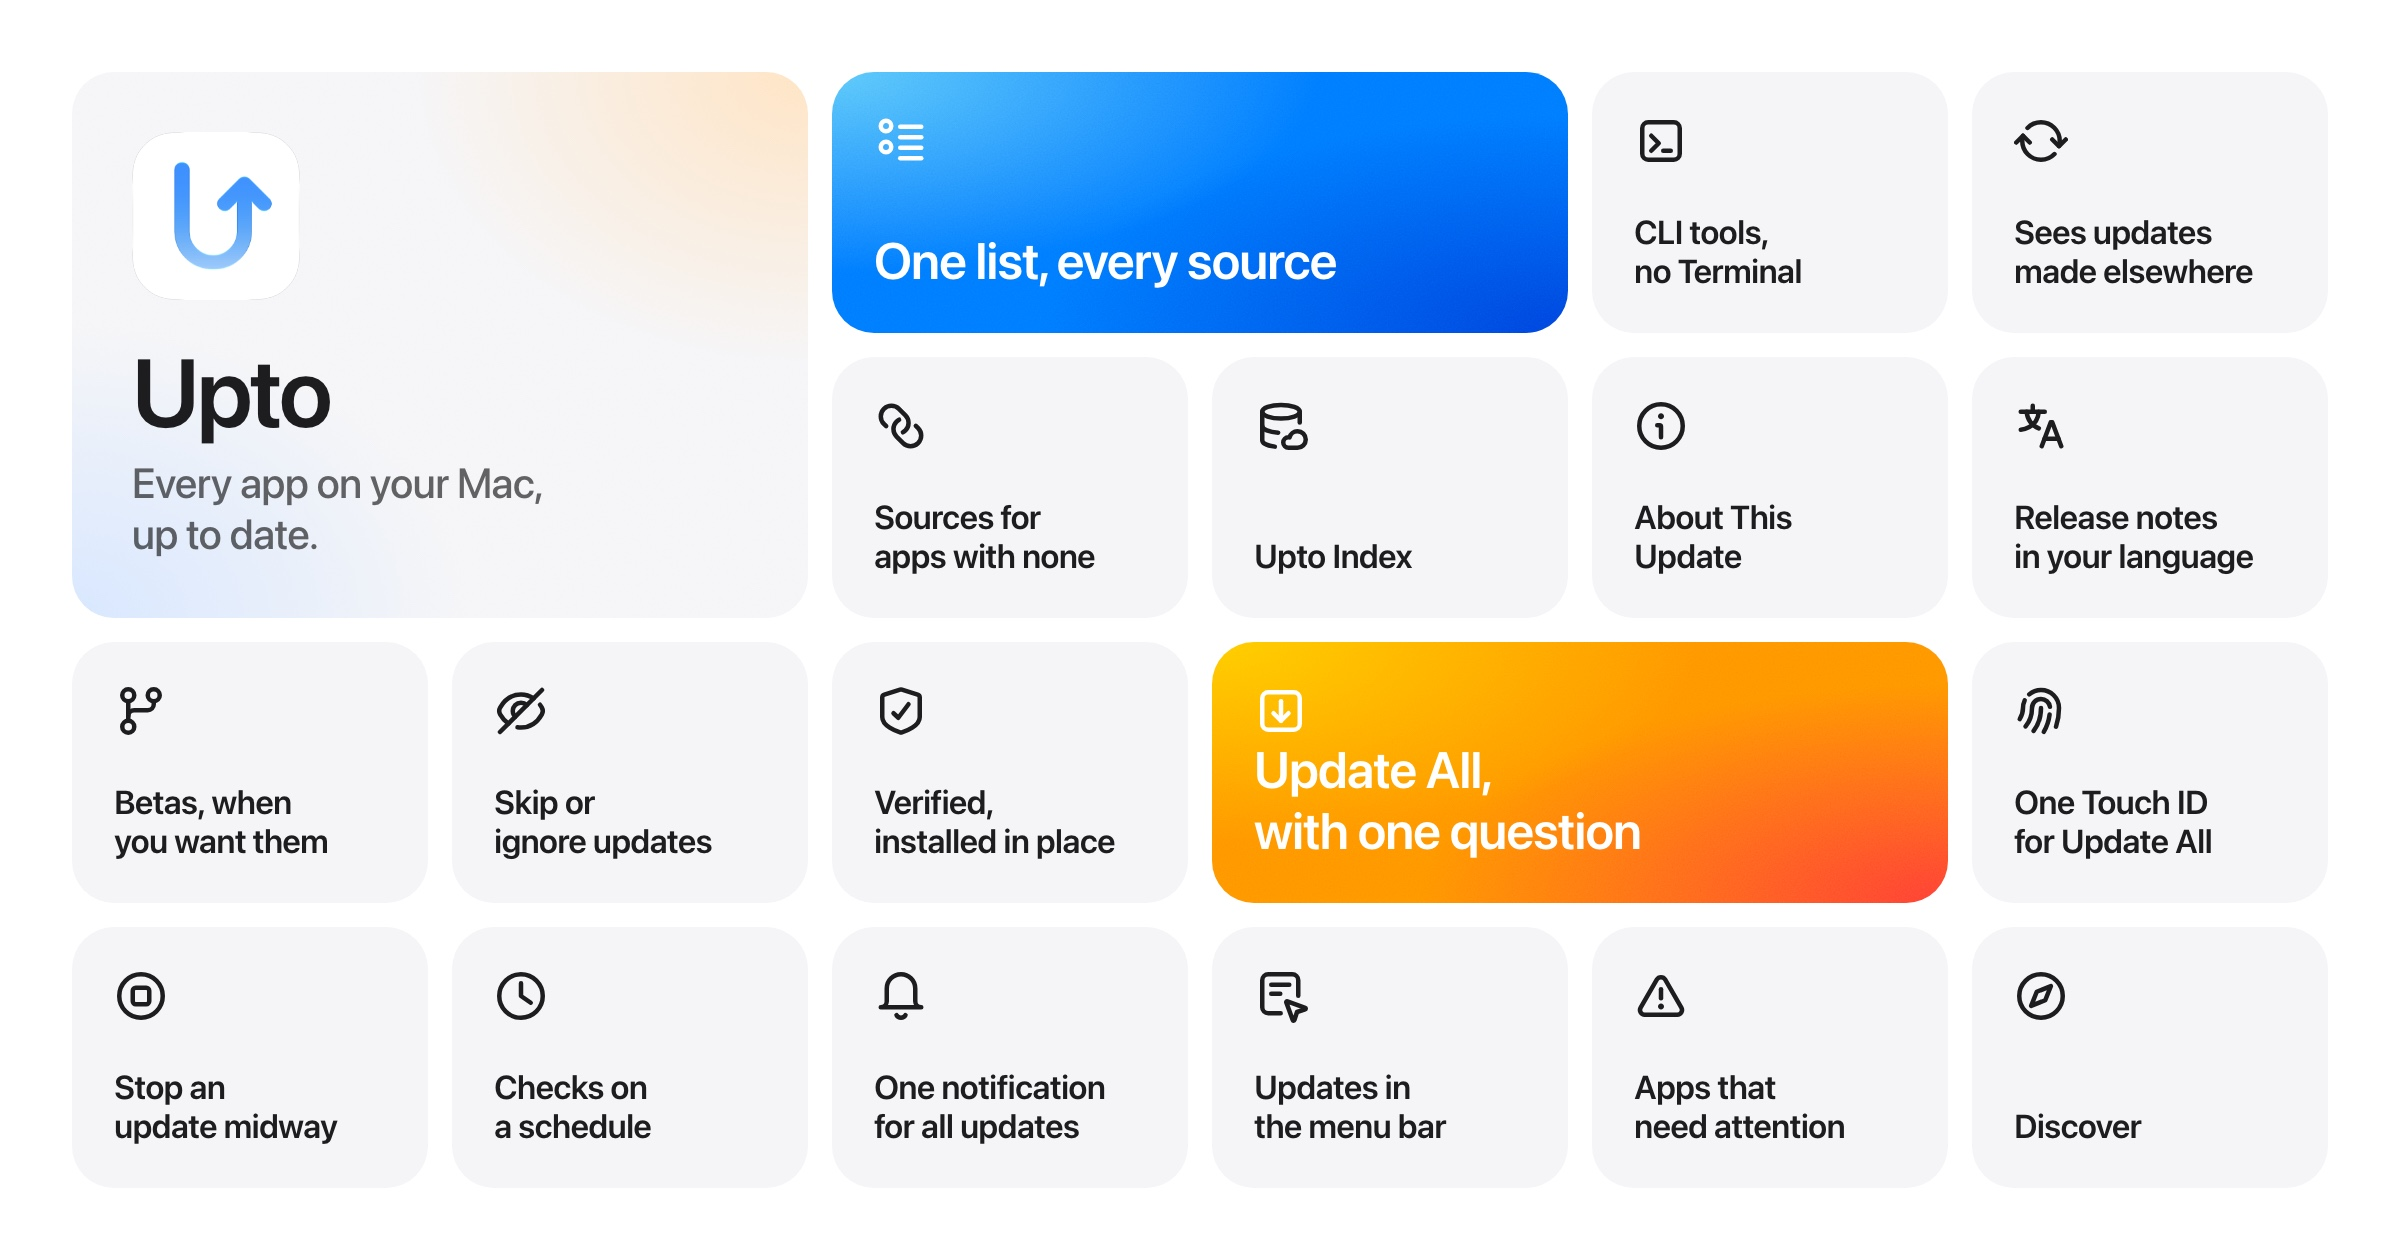 Upto
Every app on your Mac,
up to date.
One list, every source
CLI tools,
no Terminal
Sees updates
made elsewhere
Sources for
apps with none
Upto Index
About This
Update
Release notes
in your language
Betas, when
you want them
Skip or
ignore updates
Verified,
installed in place
Update All,
with one question
One Touch ID
for Update All
Stop an
update midway
Checks on
a schedule
One notification
for all updates
Updates in
the menu bar
Apps that
need attention
Discover